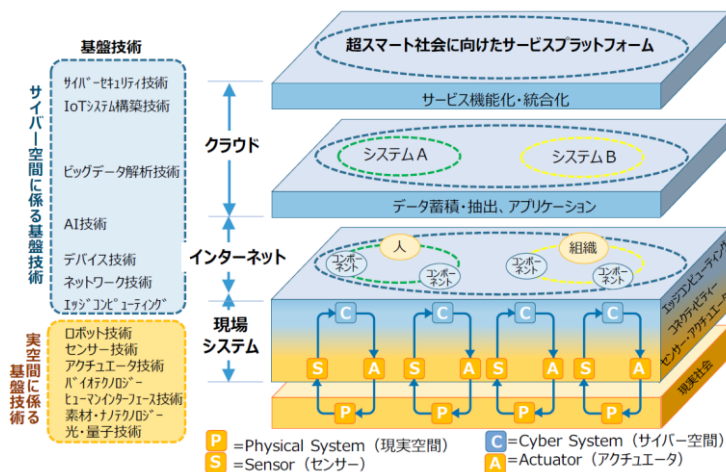 基盤技術
サイバー空間に係る基盤技術
サイバーセキュリティ技術
IoTシステム構築技術
ビッグデータ解析技術
AI技術
デバイス技術
ネットワーク技術
エッジコンピューティング
実空間に係る
基盤技術
ロボット技術
センサー技術
アクチュエータ技術
バイオテクノロジー
ヒューマンインターフェース技術
素材・ナノテクノロジー
光・量子技術
クラウド
インターネット
現場
システム
超スマート社会に向けたサービスプラットフォーム
サービス機能化・統合化
システムA
システムB
データ蓄積・抽出、アプリケーション
人
組織
コンポー
ネント
コンポー
ネント
コンポー
ネント
コンポー
ネント
エッジコンピューティング
コネクティビティー
センサー・アクチュエータ
現実社会
C
C
C
C
S
A
S
A
S
A
S
A
P
P
P
P
P =Physical System（現実空間）
C =Cyber System（サイバー空間）
S =Sensor（センサー）
A =Actuator（アクチュエータ）